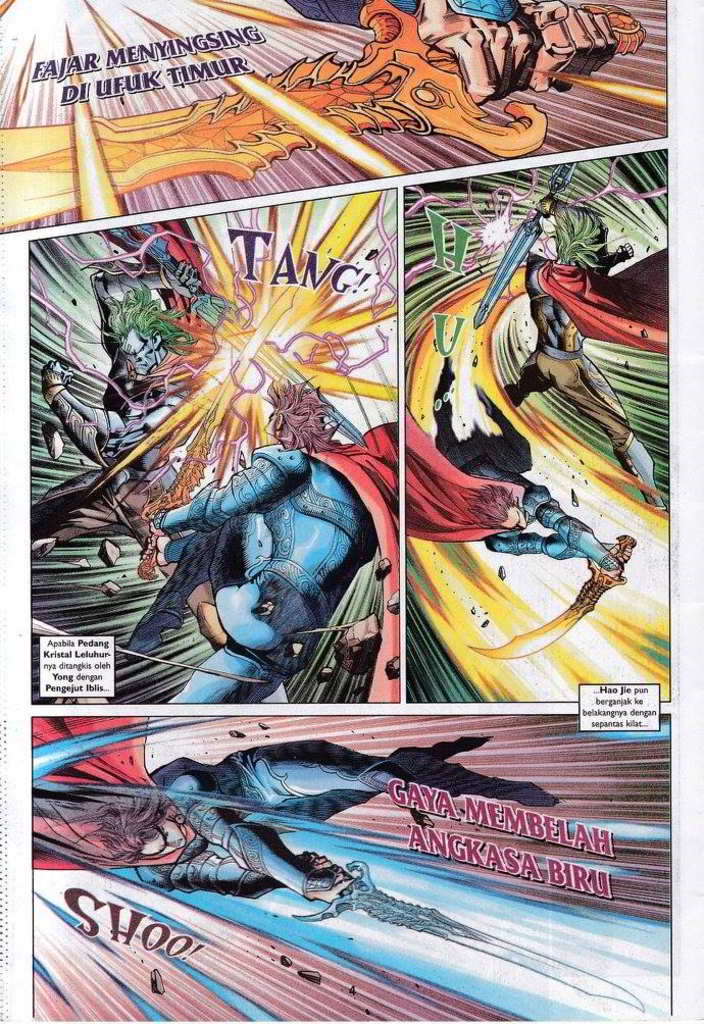 FAJAR MENYINGSING
DI UFUK TIMUR
TANG!
HU
Apabila Pedang
Kristal Leluhur-
nya ditangkis oleh
Yong dengan
Pengejut Iblis...
...Hao Jie pun
berganjak ke
belakangnya dengan
sepantas kilat...
GAYA MEMBELAH
ANGKASA BIRU
SHOO!
4